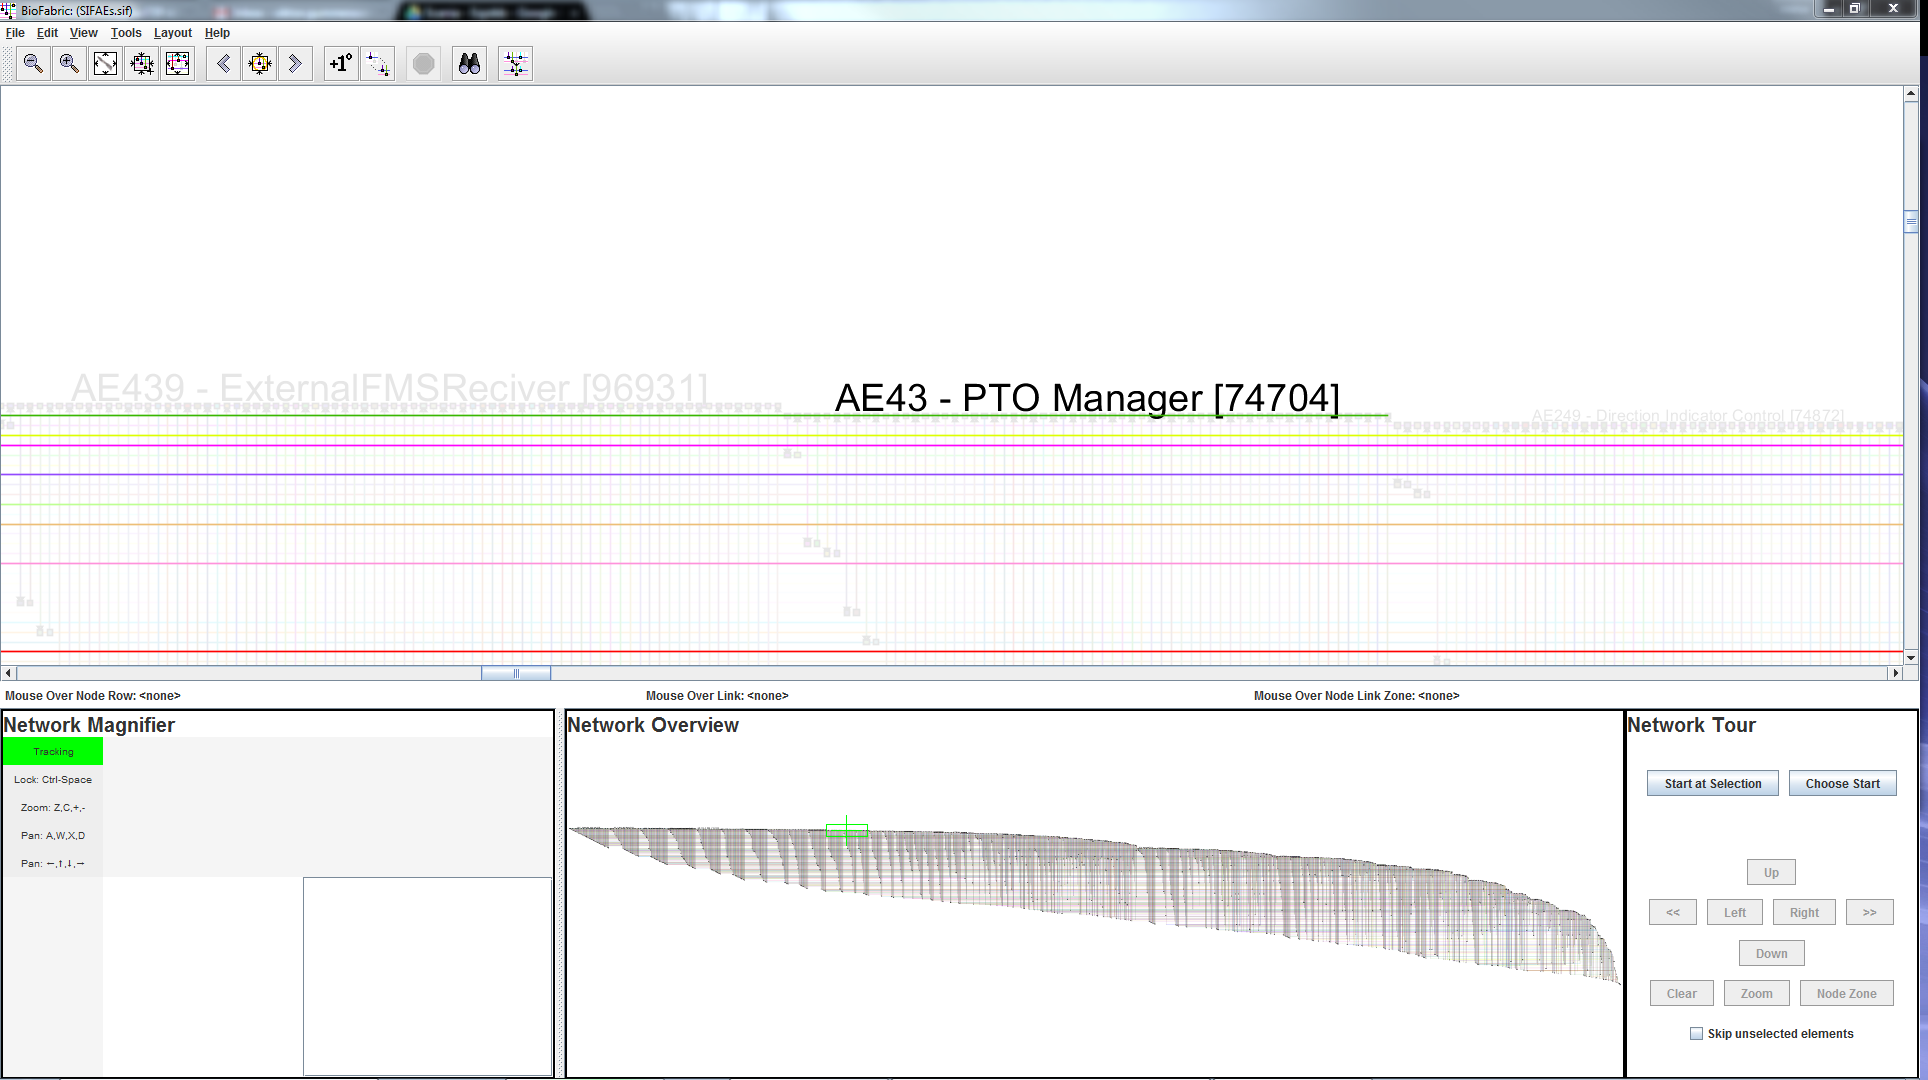 BioFabric: (SIFAEs.sif)
File Edit View Tools Layout Help
+1°
AE439 - ExternalFMSReciver [96931]
AE43 - PTO Manager [74704]
AE249 - Direction Indicator Control [74872]
Mouse Over Node Row: <none>
Mouse Over Link: <none>
Mouse Over Node Link Zone: <none>
Network Magnifier
Tracking
Lock: Ctrl-Space
Zoom: Z,C,+,-
Pan: A,W,X,D
Pan: ←,↑,↓,→
Network Overview
Network Tour
Start at Selection Choose Start
Up
<< Left Right >>
Down
Clear Zoom Node Zone
Skip unselected elements